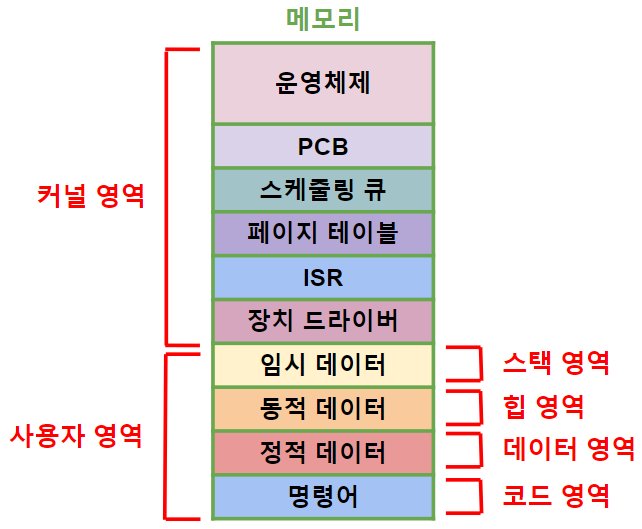 메모리
운영체제
PCB
스케줄링 큐
페이지 테이블
ISR
장치 드라이버
커널 영역
임시 데이터
스택 영역
동적 데이터
힙 영역
사용자 영역
정적 데이터
데이터 영역
명령어
코드 영역